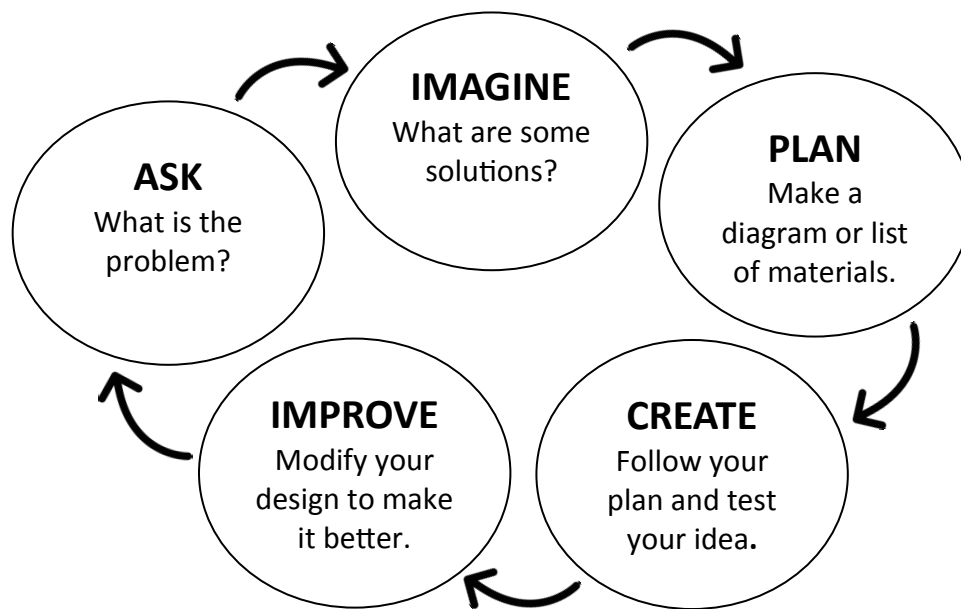 ASK
What is the
problem?
IMAGINE
What are some
solutions?
PLAN
Make a
diagram or list
of materials.
CREATE
Follow your
plan and test
your idea.
IMPROVE
Modify your
design to make
it better.